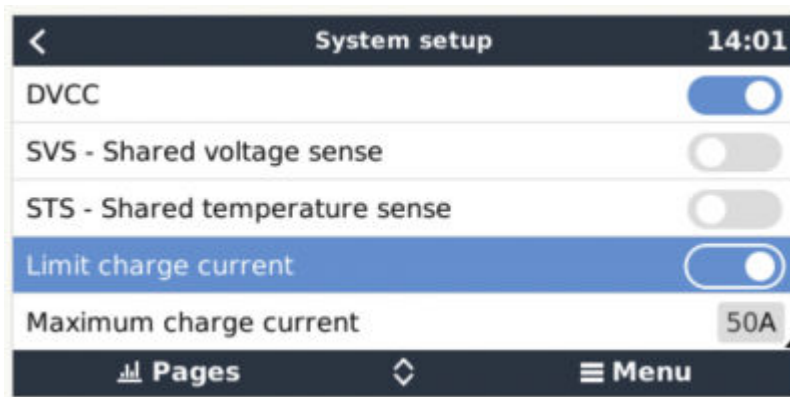 System setup 14:01
DVCC
SVS - Shared voltage sense
STS - Shared temperature sense
Limit charge current
Maximum charge current 50A
Pages Menu